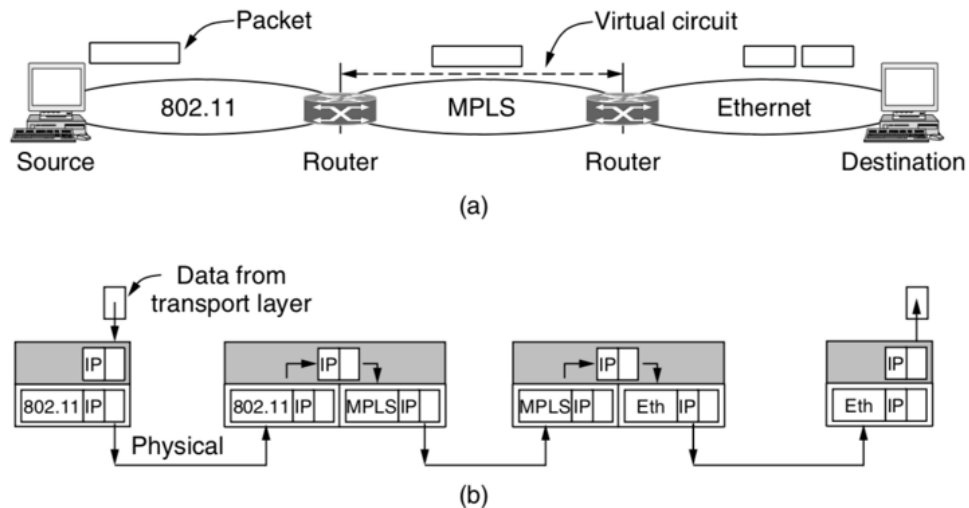 Packet
Virtual circuit
802.11
MPLS
Ethernet
Source
Router
Router
Destination
(a)
Data from
transport layer
IP
IP
IP
IP
802.11 IP
802.11 IP
MPLS IP
MPLS IP
Eth IP
Eth IP
Physical
(b)